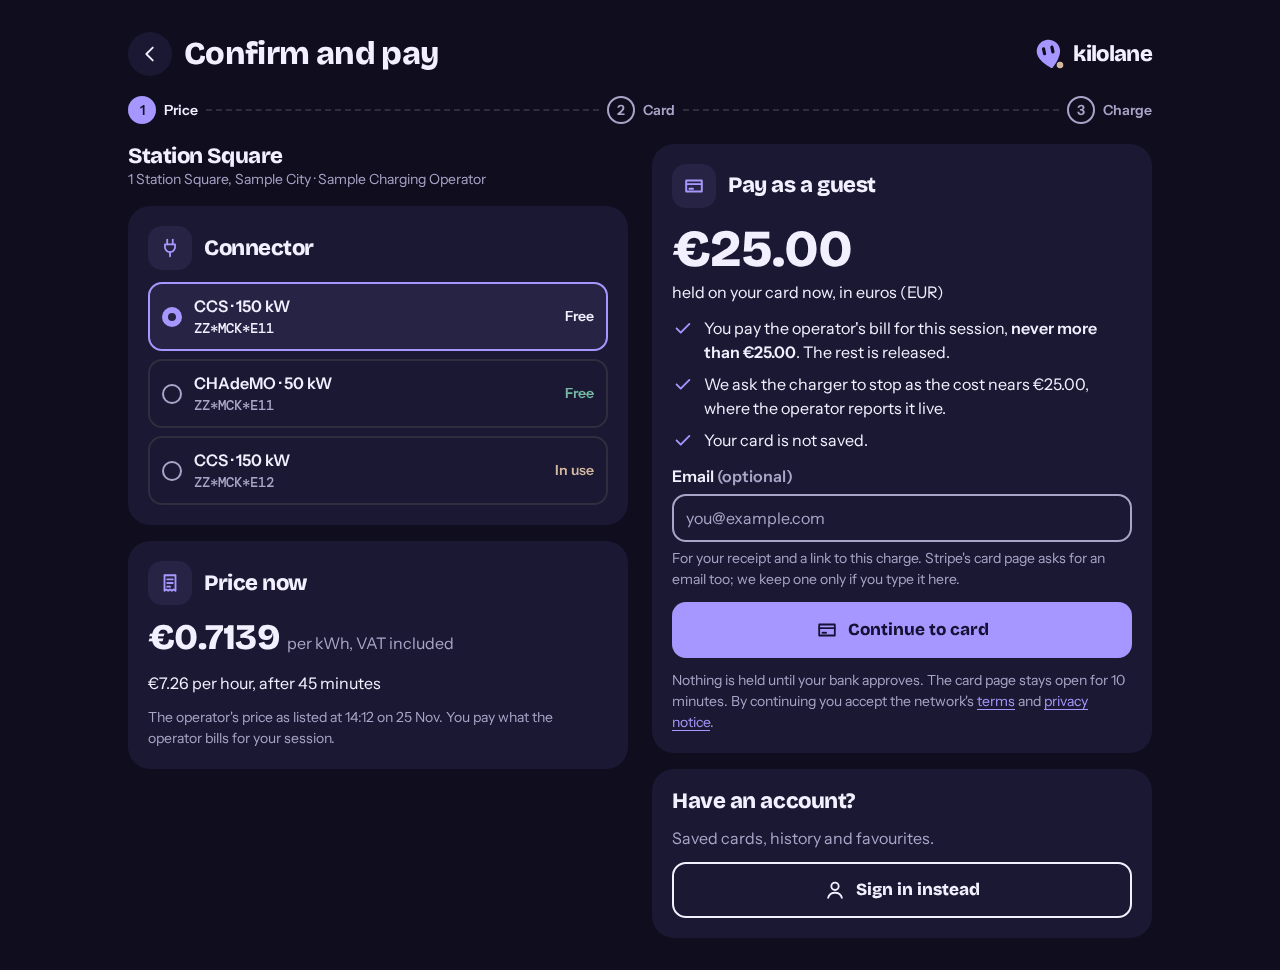 Confirm and pay
kilolane
1 Price
2 Card
3 Charge
Station Square
1 Station Square, Sample City · Sample Charging Operator
Connector
CCS · 150 kW
ZZ*MCK*E11
Free
CHAdeMO · 50 kW
ZZ*MCK*E11
Free
CCS · 150 kW
ZZ*MCK*E12
In use
Price now
€0.7139 per kWh, VAT included
€7.26 per hour, after 45 minutes
The operator's price as listed at 14:12 on 25 Nov. You pay what the
operator bills for your session.
Pay as a guest
€25.00
held on your card now, in euros (EUR)
You pay the operator's bill for this session, never more
than €25.00. The rest is released.
We ask the charger to stop as the cost nears €25.00,
where the operator reports it live.
Your card is not saved.
Email (optional)
you@example.com
For your receipt and a link to this charge. Stripe's card page asks for an
email too; we keep one only if you type it here.
Continue to card
Nothing is held until your bank approves. The card page stays open for 10
minutes. By continuing you accept the network's terms and privacy
notice.
Have an account?
Saved cards, history and favourites.
Sign in instead